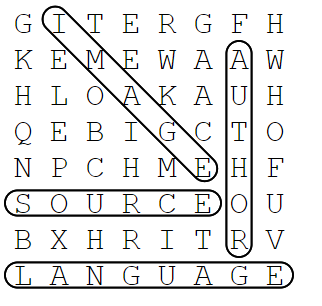 G I T E R G F H
K E M E W A A W
H L O A K A U H
Q E B I G C T O
N P C H M E H F
S O U R C E O U
B X H R I T R V
L A N G U A G E